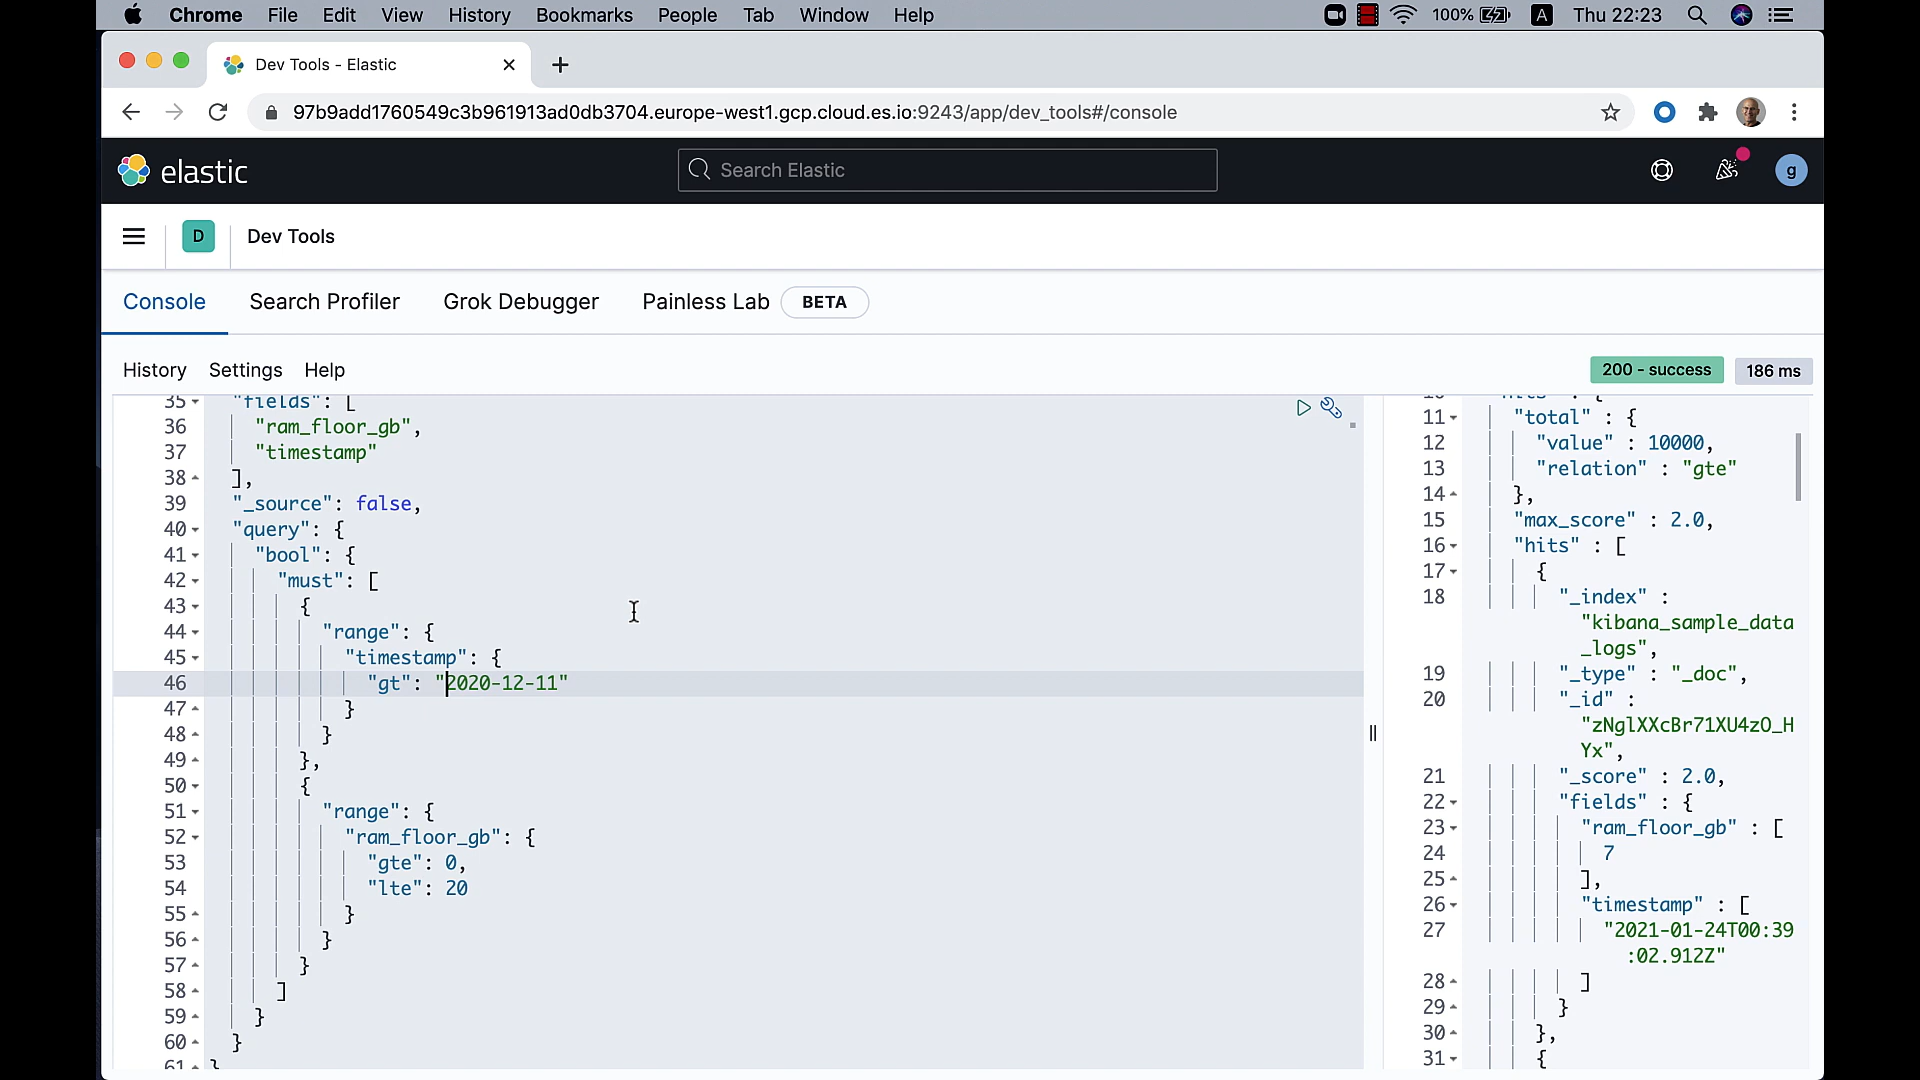 Chrome File Edit View History Bookmarks People Tab Window Help 100% A Thu 22:23
Dev Tools - Elastic
97b9add1760549c3b961913ad0db3704.europe-west1.gcp.cloud.es.io:9243/app/dev_tools#/console
elastic Search Elastic g
D Dev Tools
Console Search Profiler Grok Debugger Painless Lab BETA
History Settings Help 200 - success 186 ms
35 "fields": [
36 "ram_floor_gb",
37 "timestamp"
38 ],
39 "_source": false,
40 "query": {
41 "bool": {
42 "must": [
43 {
44 "range": {
45 "timestamp": {
46 "gt": "2020-12-11"
47 }
48 }
49 },
50 {
51 "range": {
52 "ram_floor_gb": {
53 "gte": 0,
54 "lte": 20
55 }
56 }
57 }
58 ]
59 }
60 }
61 }
11 "total" : {
12 "value" : 10000,
13 "relation" : "gte"
14 },
15 "max_score" : 2.0,
16 "hits" : [
17 {
18 "_index" :
"kibana_sample_data
_logs",
19 "_type" : "_doc",
20 "_id" :
"zNglXXcBr71XU4zO_H
Yx",
21 "_score" : 2.0,
22 "fields" : {
23 "ram_floor_gb" : [
24 7
25 ],
26 "timestamp" : [
27 "2021-01-24T00:39
:02.912Z"
28 ]
29 }
30 },
31 {